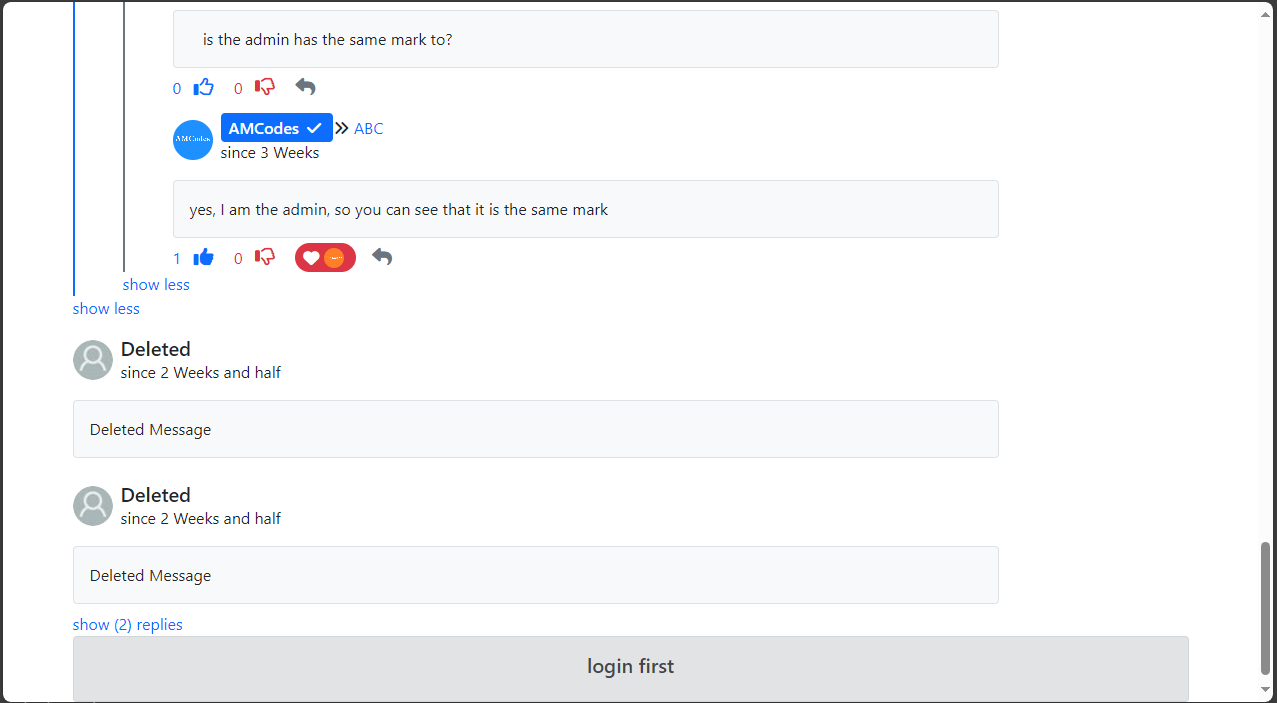 is the admin has the same mark to?
0 0
AMCodes
AMCodes ABC
since 3 Weeks
yes, I am the admin, so you can see that it is the same mark
1 0
show less
show less
Deleted
since 2 Weeks and half
Deleted Message
Deleted
since 2 Weeks and half
Deleted Message
show (2) replies
login first